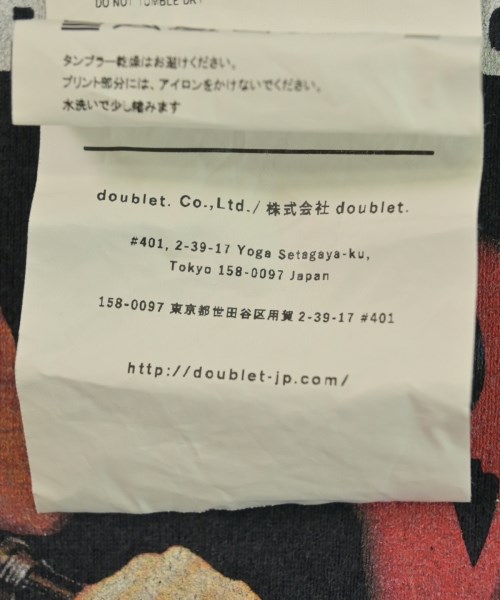 DO NOT TUMBLE DRY
タンブラー乾燥はお避けください。
プリント部分には、アイロンをかけないでください。
水洗いで少し縮みます
doublet. Co.,Ltd./ 株式会社 doublet.
#401, 2-39-17 Yoga Setagaya-ku,
Tokyo 158-0097 Japan
158-0097 東京都世田谷区用賀 2-39-17 #401
http://doublet-jp.com/